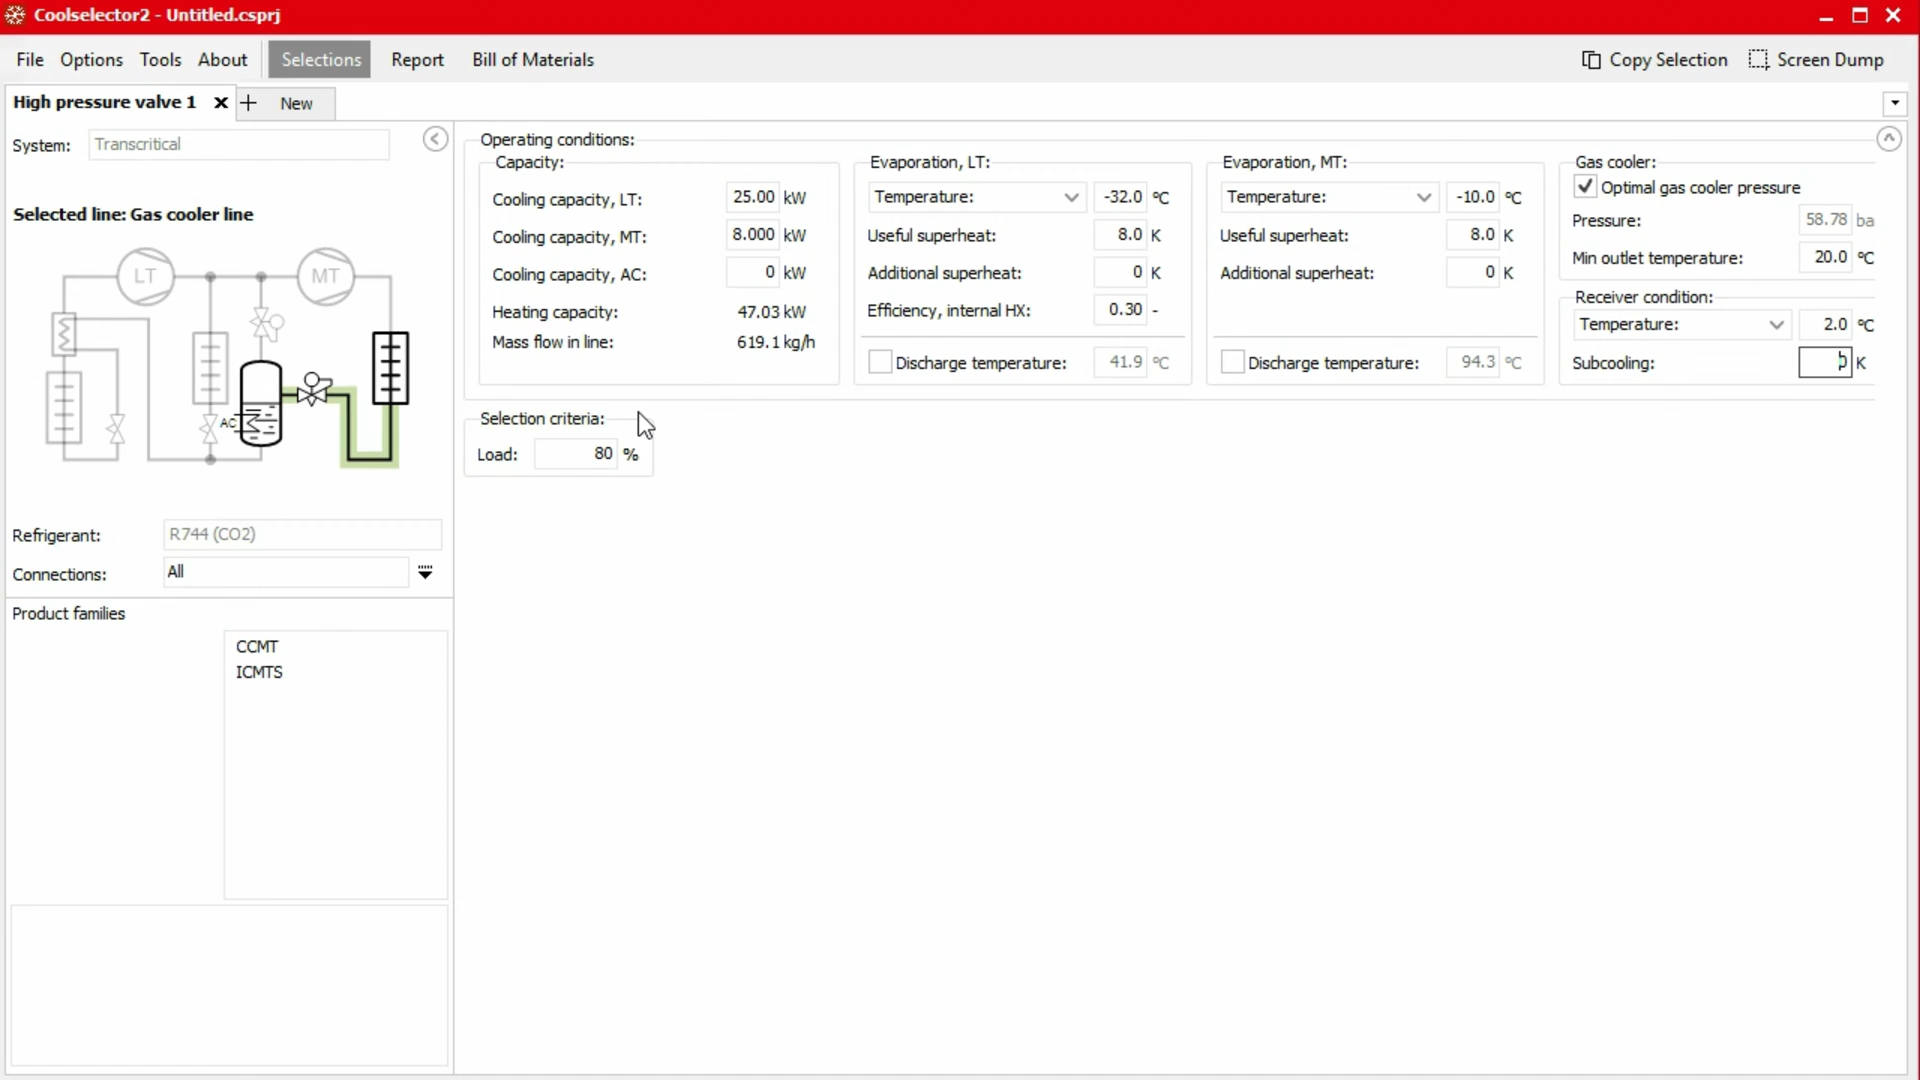 Coolselector2 - Untitled.csprj
File Options Tools About Selections Report Bill of Materials Copy Selection Screen Dump
High pressure valve 1 x + New
System: Transcritical
Selected line: Gas cooler line
LT MT
AC
Refrigerant: R744 (CO2)
Connections: All
Product families
CCMT
ICMTS
Operating conditions:
Capacity:
Cooling capacity, LT: 25.00 kW
Cooling capacity, MT: 8.000 kW
Cooling capacity, AC: 0 kW
Heating capacity: 47.03 kW
Mass flow in line: 619.1 kg/h
Evaporation, LT:
Temperature: -32.0 °C
Useful superheat: 8.0 K
Additional superheat: 0 K
Efficiency, internal HX: 0.30 -
Discharge temperature: 41.9 °C
Evaporation, MT:
Temperature: -10.0 °C
Useful superheat: 8.0 K
Additional superheat: 0 K
Discharge temperature: 94.3 °C
Gas cooler:
Optimal gas cooler pressure
Pressure: 58.78 ba
Min outlet temperature: 20.0 °C
Receiver condition:
Temperature: 2.0 °C
Subcooling: 0 K
Selection criteria:
Load: 80 %